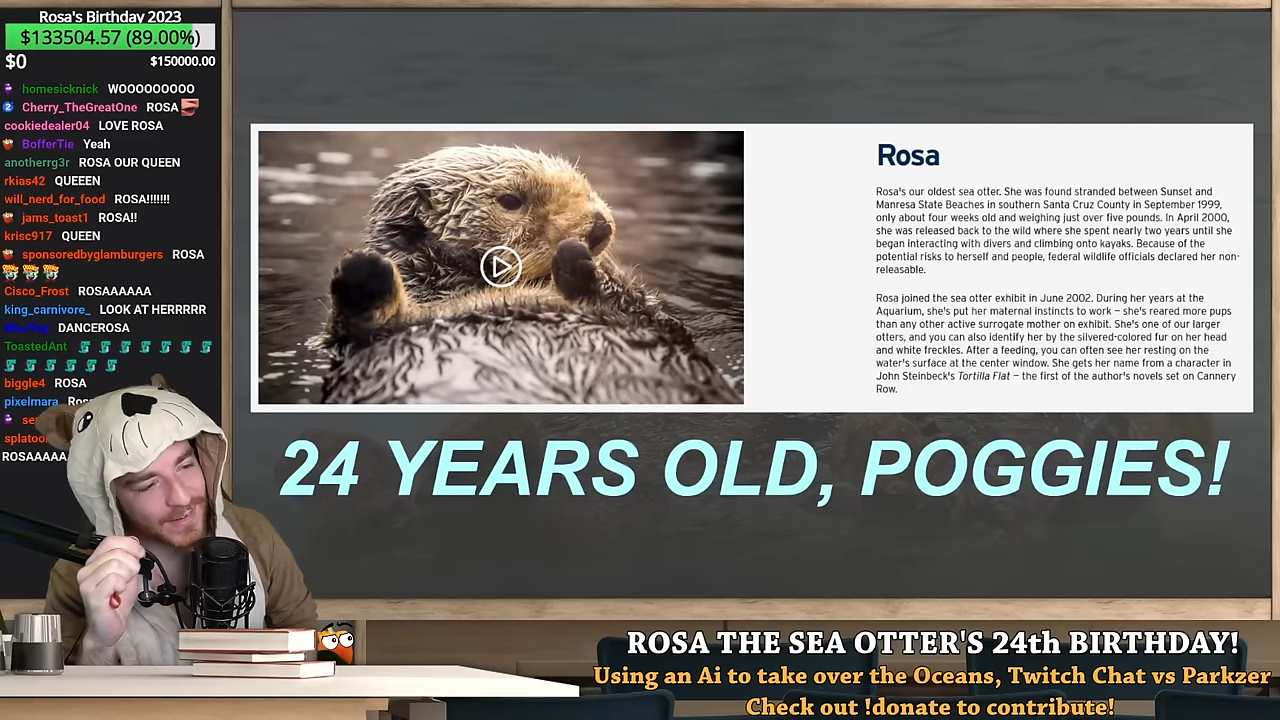 Rosa's Birthday 2023
$133504.57 (89.00%)
$0 $150000.00
homesicknick WOOOOOOOOO
Cherry_TheGreatOne ROSA
cookiedealer04 LOVE ROSA
BofferTie Yeah
anotherrg3r ROSA OUR QUEEN
rkias42 QUEEEN
will_nerd_for_food ROSA!!!!!!!
jams_toast1 ROSA!!
krisc917 QUEEN
sponsoredbyglamburgers ROSA
Cisco_Frost ROSAAAAAA
king_carnivore_ LOOK AT HERRRRR
DANCEROSA
ToastedAnt
biggle4 ROSA
pixelmara
splatoo
ROSAAAAA
Rosa
Rosa's our oldest sea otter. She was found stranded between Sunset and
Manresa State Beaches in southern Santa Cruz County in September 1999,
only about four weeks old and weighing just over five pounds. In April 2000,
she was released back to the wild where she spent nearly two years until she
began interacting with divers and climbing onto kayaks. Because of the
potential risks to herself and people, federal wildlife officials declared her non-
releasable.
Rosa joined the sea otter exhibit in June 2002. During her years at the
Aquarium, she's put her maternal instincts to work – she's reared more pups
than any other active surrogate mother on exhibit. She's one of our larger
otters, and you can also identify her by the silvered-colored fur on her head
and white freckles. After a feeding, you can often see her resting on the
water's surface at the center window. She gets her name from a character in
John Steinbeck's Tortilla Flat – the first of the author's novels set on Cannery
Row.
24 YEARS OLD, POGGIES!
ROSA THE SEA OTTER'S 24th BIRTHDAY!
Using an Ai to take over the Oceans, Twitch Chat vs Parkzer
Check out !donate to contribute!